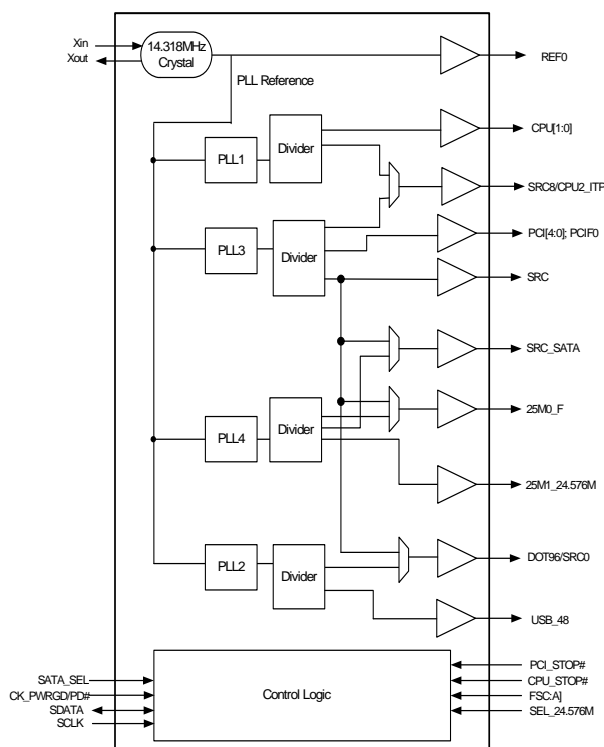 Xin
Xout
14.318MHz
Crystal
REF0
PLL Reference
CPU[1:0]
PLL1
Divider
SRC8/CPU2_ITP
PLL3
Divider
PCI[4:0]; PCIF0
SRC
SRC_SATA
25M0_F
PLL4
Divider
25M1_24.576M
PLL2
Divider
DOT96/SRC0
USB_48
SATA_SEL
CK_PWRGD/PD#
SDATA
SCLK
Control Logic
PCI_STOP#
CPU_STOP#
FSC:A]
SEL_24.576M